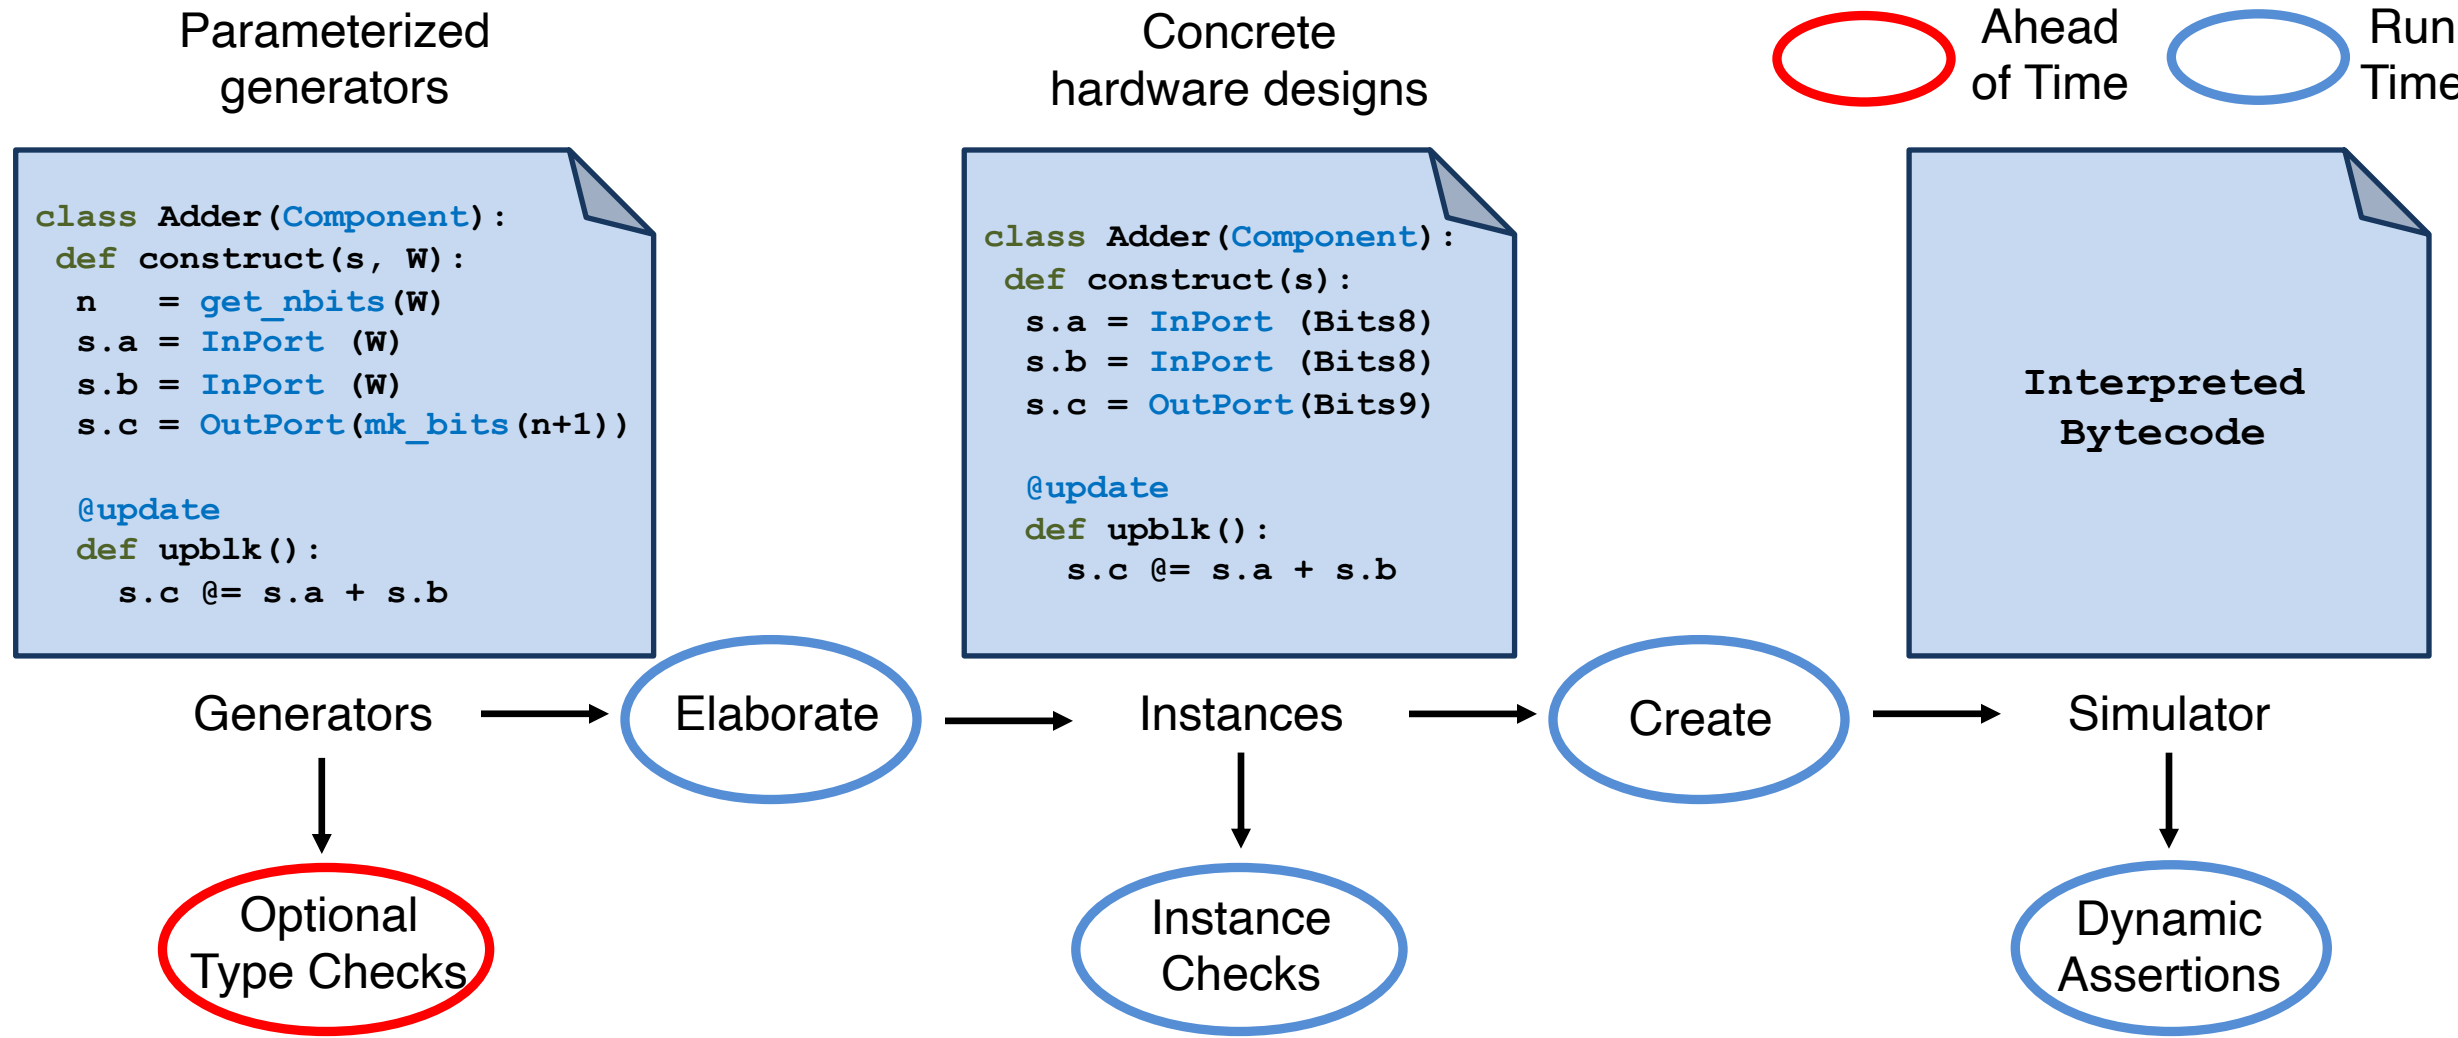 Parameterized
generators
Concrete
hardware designs
Ahead
of Time
Run
Time
class Adder(Component):
def construct(s, W):
n   = get_nbits(W)
s.a = InPort (W)
s.b = InPort (W)
s.c = OutPort(mk_bits(n+1))
@update
def upblk():
s.c @= s.a + s.b
class Adder(Component):
def construct(s):
s.a = InPort (Bits8)
s.b = InPort (Bits8)
s.c = OutPort(Bits9)
@update
def upblk():
s.c @= s.a + s.b
Interpreted
Bytecode
Generators
Elaborate
Instances
Create
Simulator
Optional
Type Checks
Instance
Checks
Dynamic
Assertions